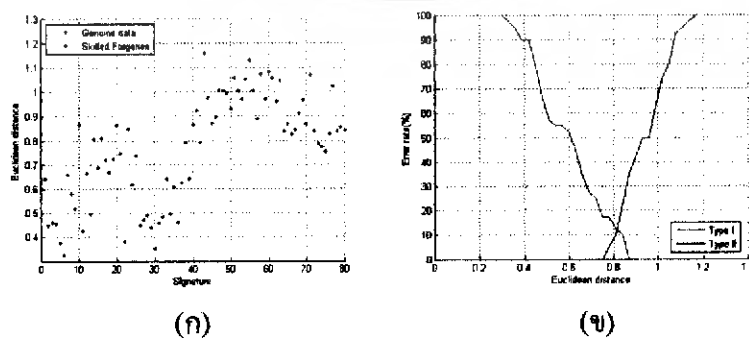 Genuine data
Skilled Forgeries
1.3
1.2
1.1
1
0.9
0.8
0.7
0.6
0.5
0.4
Euclidean distance
0 10 20 30 40 50 60 70 80
Signature
(ก)
100
90
80
70
60
50
40
30
20
10
0
Error rate(%)
Type I
Type II
0 0.2 0.4 0.6 0.8 1 1.2
Euclidean distance
(ข)